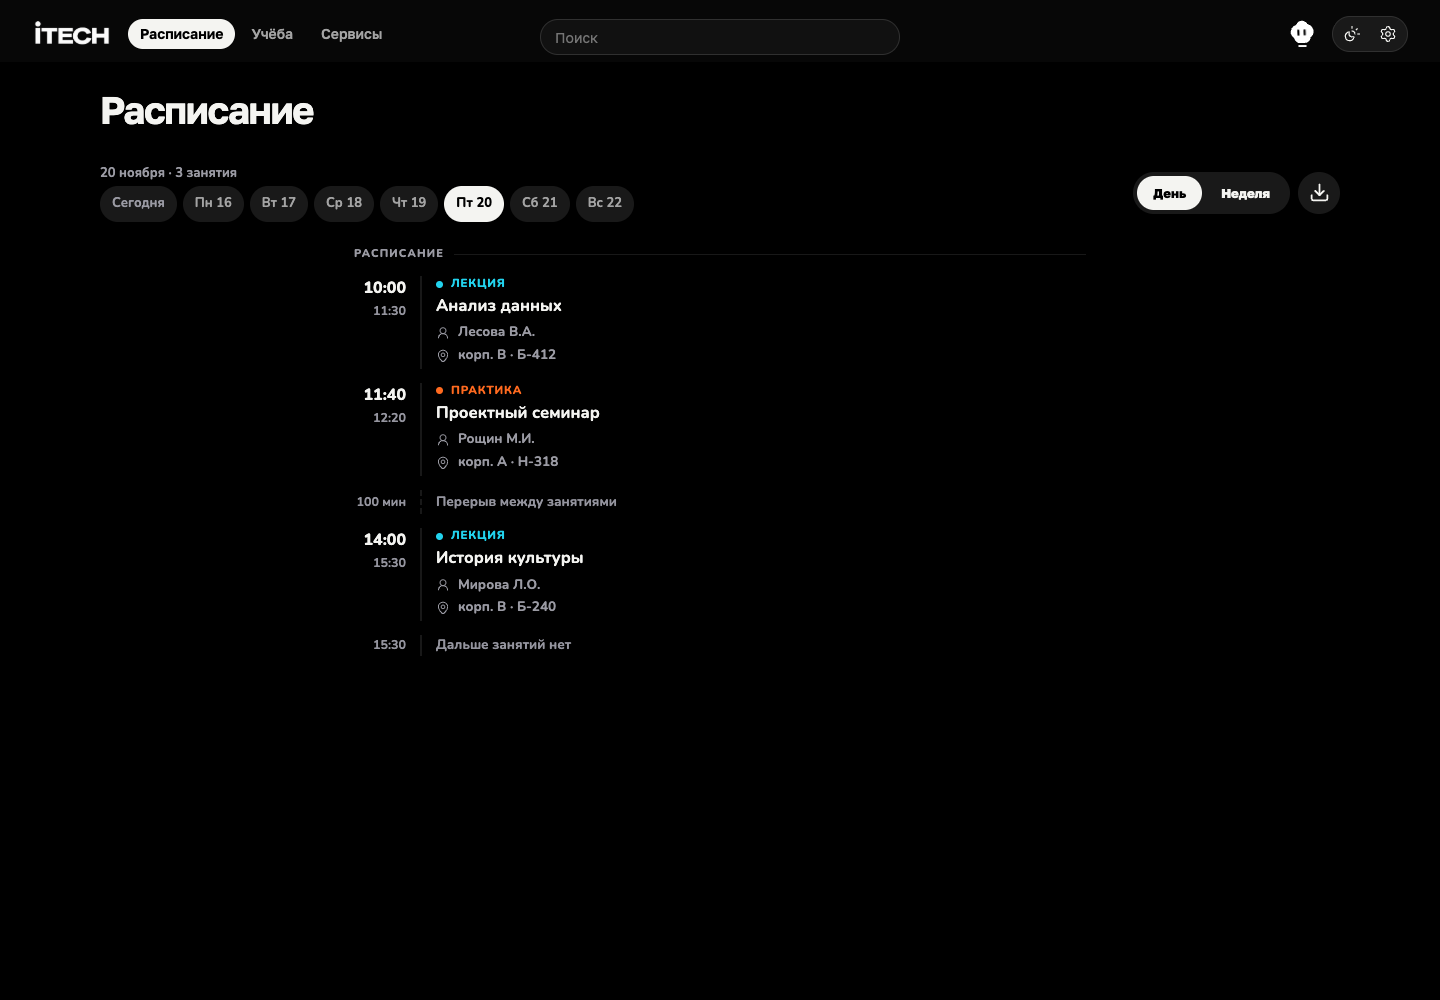 iTECH
Расписание
Учёба
Сервисы
Поиск
Расписание
20 ноября · 3 занятия
Сегодня
Пн 16
Вт 17
Ср 18
Чт 19
Пт 20
Сб 21
Вс 22
День
Неделя
РАСПИСАНИЕ
10:00
11:30
ЛЕКЦИЯ
Анализ данных
Лесова В.А.
корп. В · Б-412
11:40
12:20
ПРАКТИКА
Проектный семинар
Рощин М.И.
корп. А · Н-318
100 мин
Перерыв между занятиями
14:00
15:30
ЛЕКЦИЯ
История культуры
Мирова Л.О.
корп. В · Б-240
15:30
Дальше занятий нет